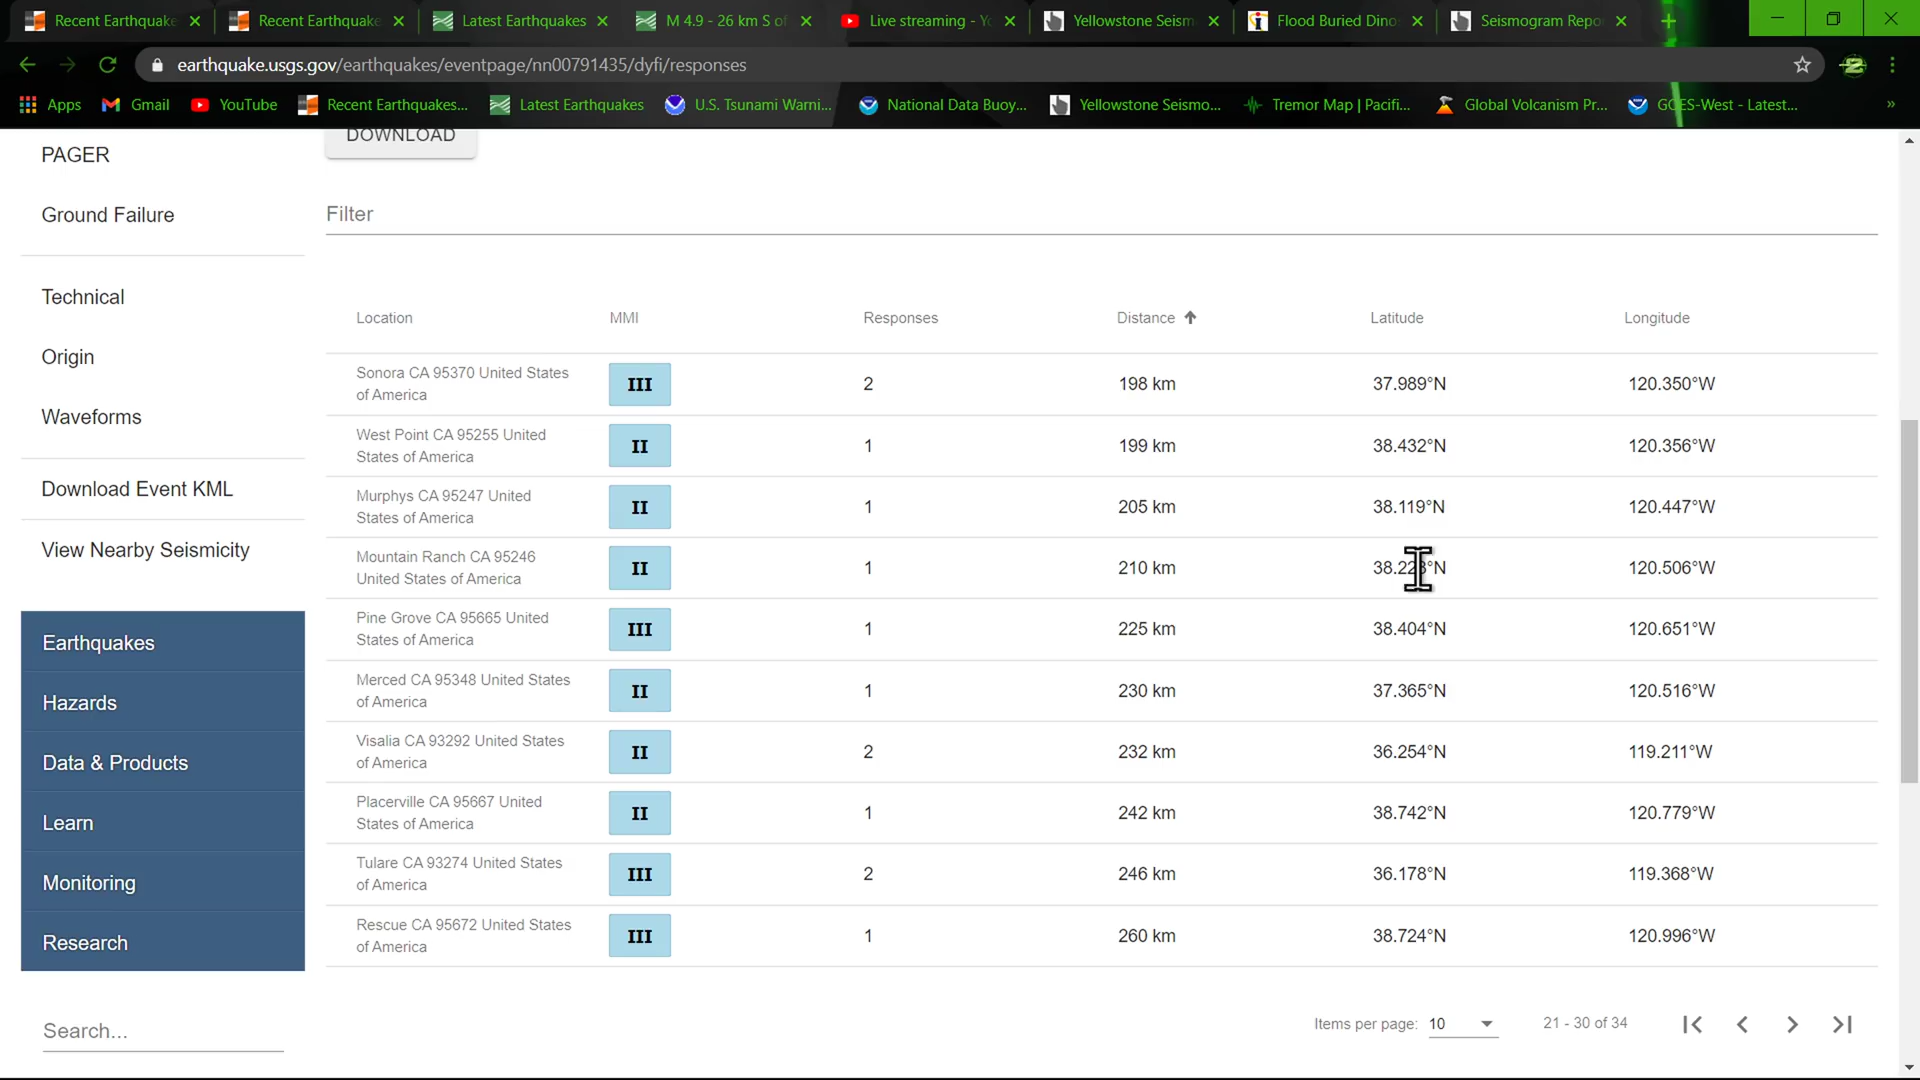 Recent Earthquake
Recent Earthquake
Latest Earthquakes
M 4.9 - 26 km S of
Live streaming - Yo
Yellowstone Seism
Flood Buried Dino
Seismogram Repo
earthquake.usgs.gov/earthquakes/eventpage/nn00791435/dyfi/responses
Apps
Gmail
YouTube
Recent Earthquakes...
Latest Earthquakes
U.S. Tsunami Warni...
National Data Buoy...
Yellowstone Seismo...
Tremor Map | Pacifi...
Global Volcanism Pr...
GOES-West - Latest...
»
DOWNLOAD
PAGER
Ground Failure
Technical
Origin
Waveforms
Download Event KML
View Nearby Seismicity
Earthquakes
Hazards
Data & Products
Learn
Monitoring
Research
Search...
Filter
Location MMI Responses Distance Latitude Longitude
Sonora CA 95370 United States
of America
III 2 198 km 37.989°N 120.350°W
West Point CA 95255 United
States of America
II 1 199 km 38.432°N 120.356°W
Murphys CA 95247 United
States of America
II 1 205 km 38.119°N 120.447°W
Mountain Ranch CA 95246
United States of America
II 1 210 km 120.506°W
Pine Grove CA 95665 United
States of America
III 1 225 km 38.404°N 120.651°W
Merced CA 95348 United States
of America
II 1 230 km 37.365°N 120.516°W
Visalia CA 93292 United States
of America
II 2 232 km 36.254°N 119.211°W
Placerville CA 95667 United
States of America
II 1 242 km 38.742°N 120.779°W
Tulare CA 93274 United States
of America
III 2 246 km 36.178°N 119.368°W
Rescue CA 95672 United States
of America
III 1 260 km 38.724°N 120.996°W
Items per page: 10 21 - 30 of 34